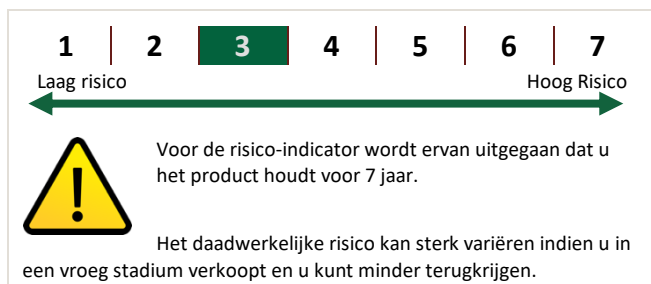 1 2 3 4 5 6 7
Laag risico Hoog Risico
Voor de risico-indicator wordt ervan uitgegaan dat u
het product houdt voor 7 jaar.
Het daadwerkelijke risico kan sterk variëren indien u in
een vroeg stadium verkoopt en u kunt minder terugkrijgen.